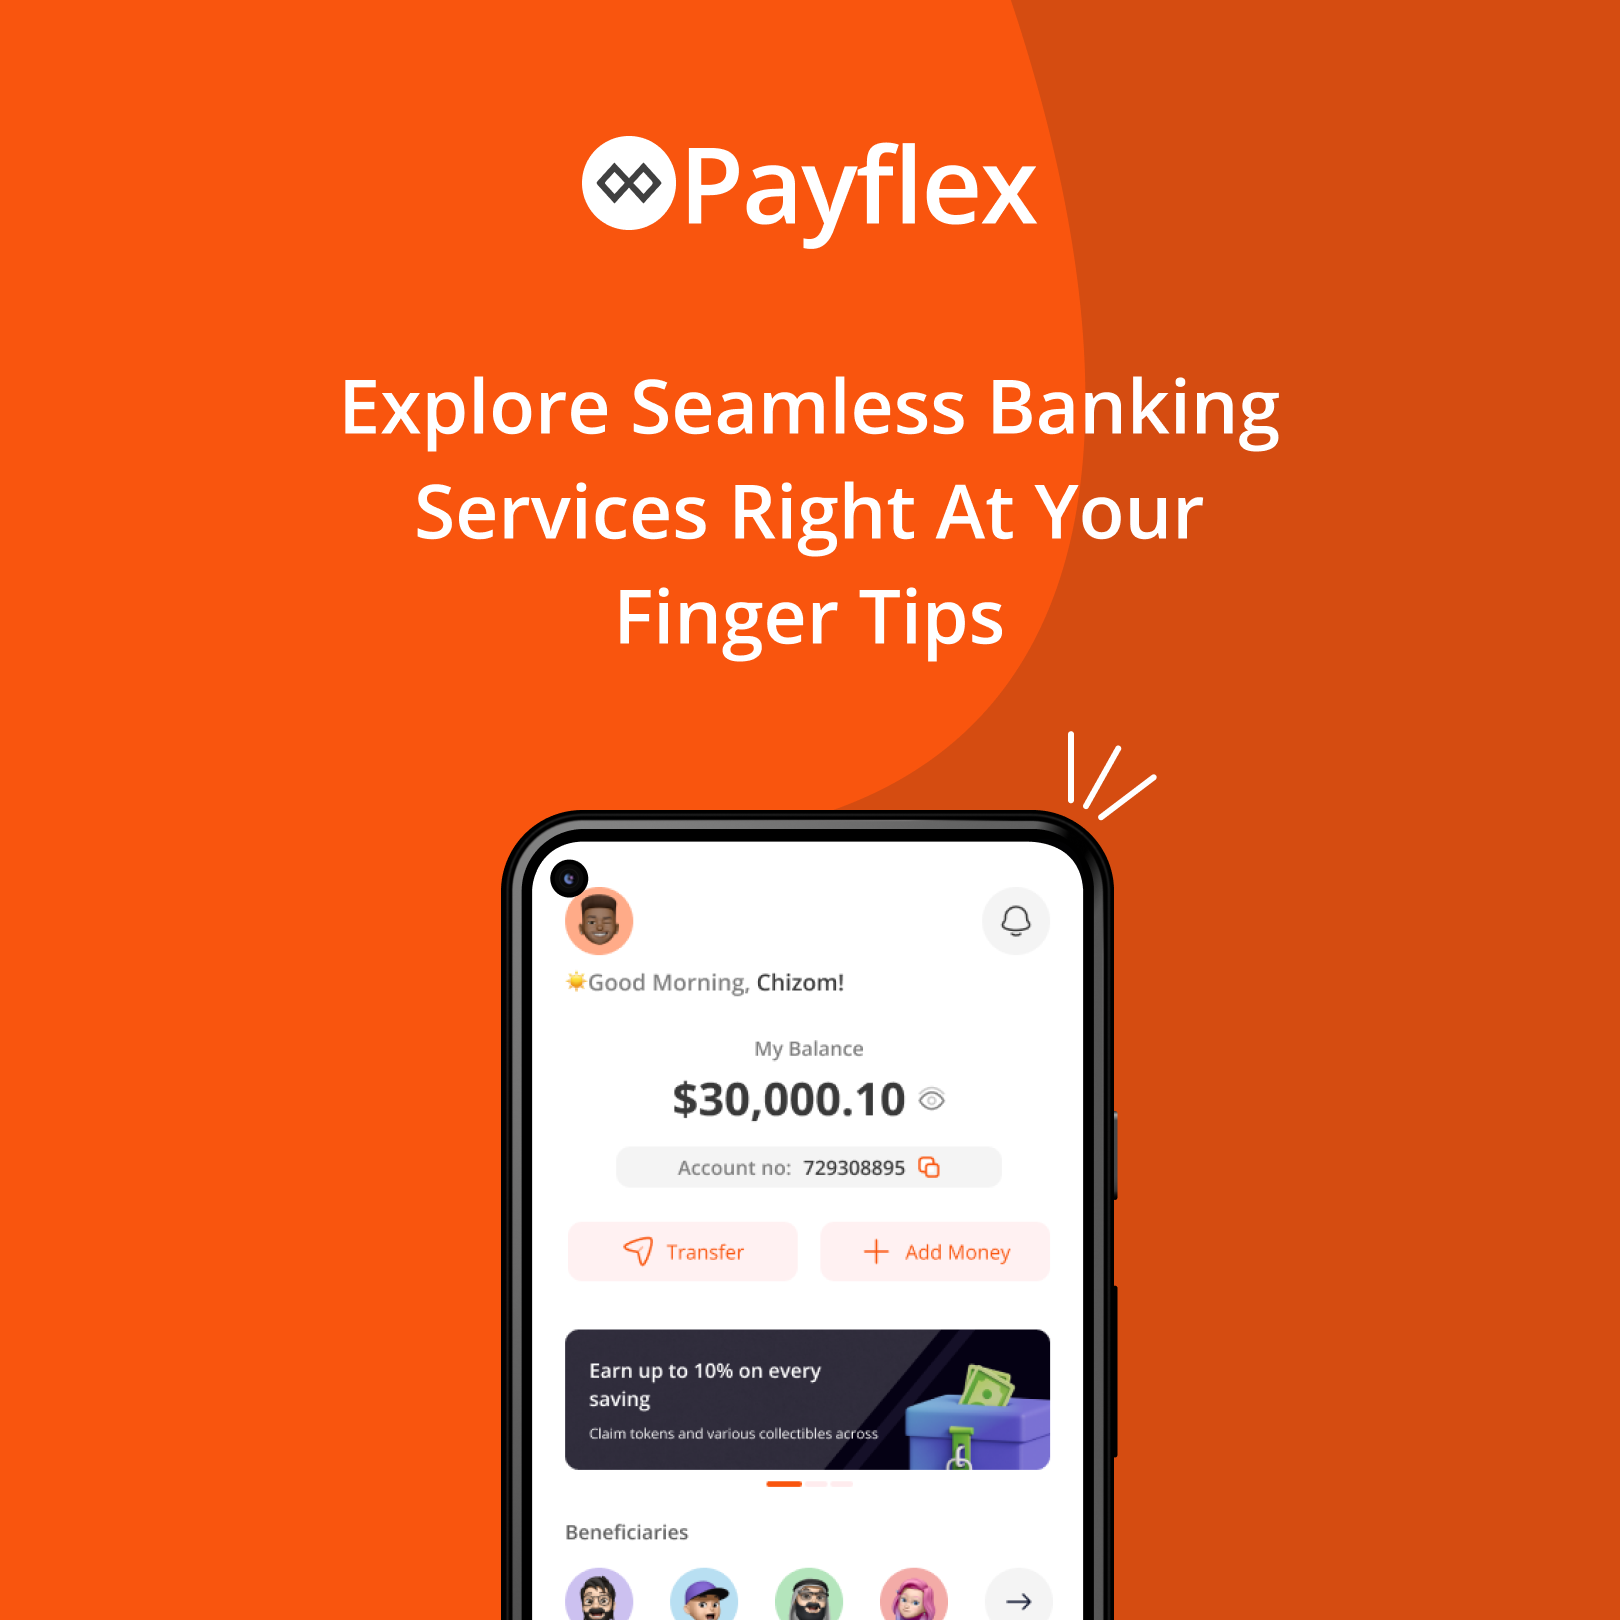 Payflex
Explore Seamless Banking
Services Right At Your
Finger Tips
Good Morning, Chizom!
My Balance
$30,000.10
Account no: 729308895
Transfer
Add Money
Earn up to 10% on every
saving
Claim tokens and various collectibles across
Beneficiaries